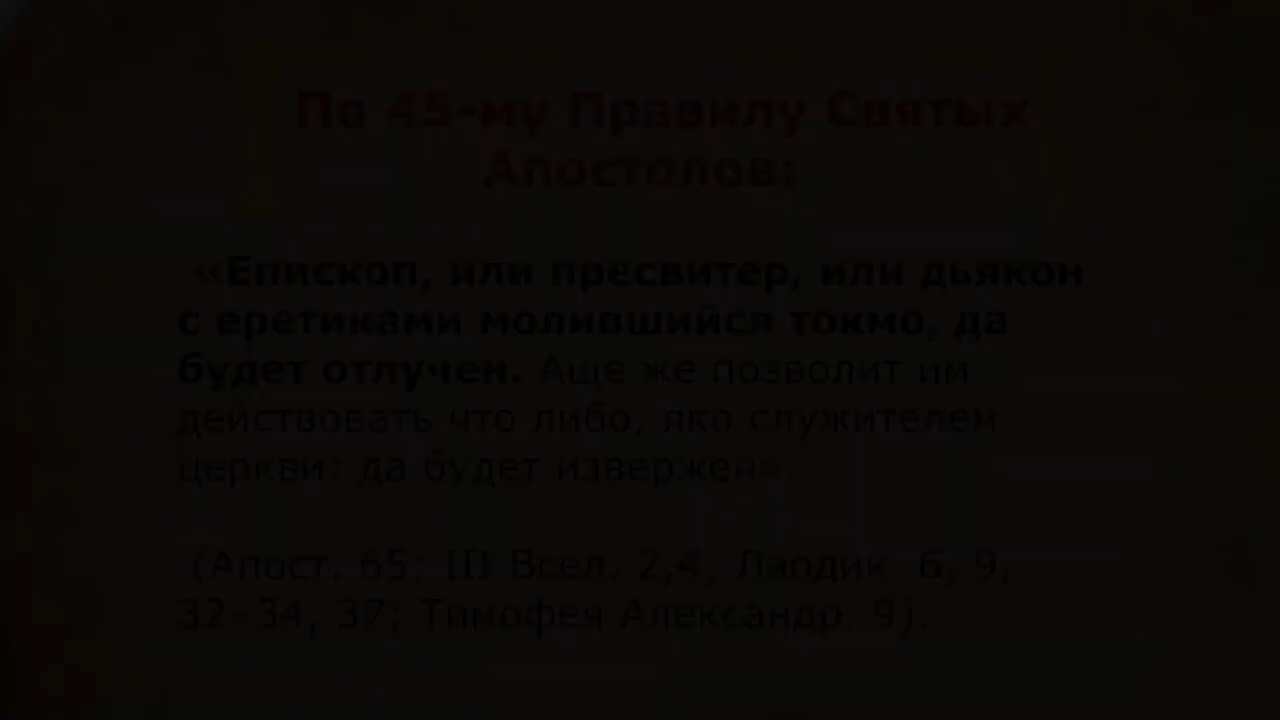 По 45-му Правилу Святых
Апостолов:
«Епископ, или пресвитер, или дьякон
с еретиками молившийся токмо, да
будет отлучен. Аще же позволит им
действовать что либо, яко служителем
церкви: да будет извержен».
(Апост. 65; III Всел. 2,4; Лаодик. 6, 9,
32–34, 37; Тимофея Александр. 9).